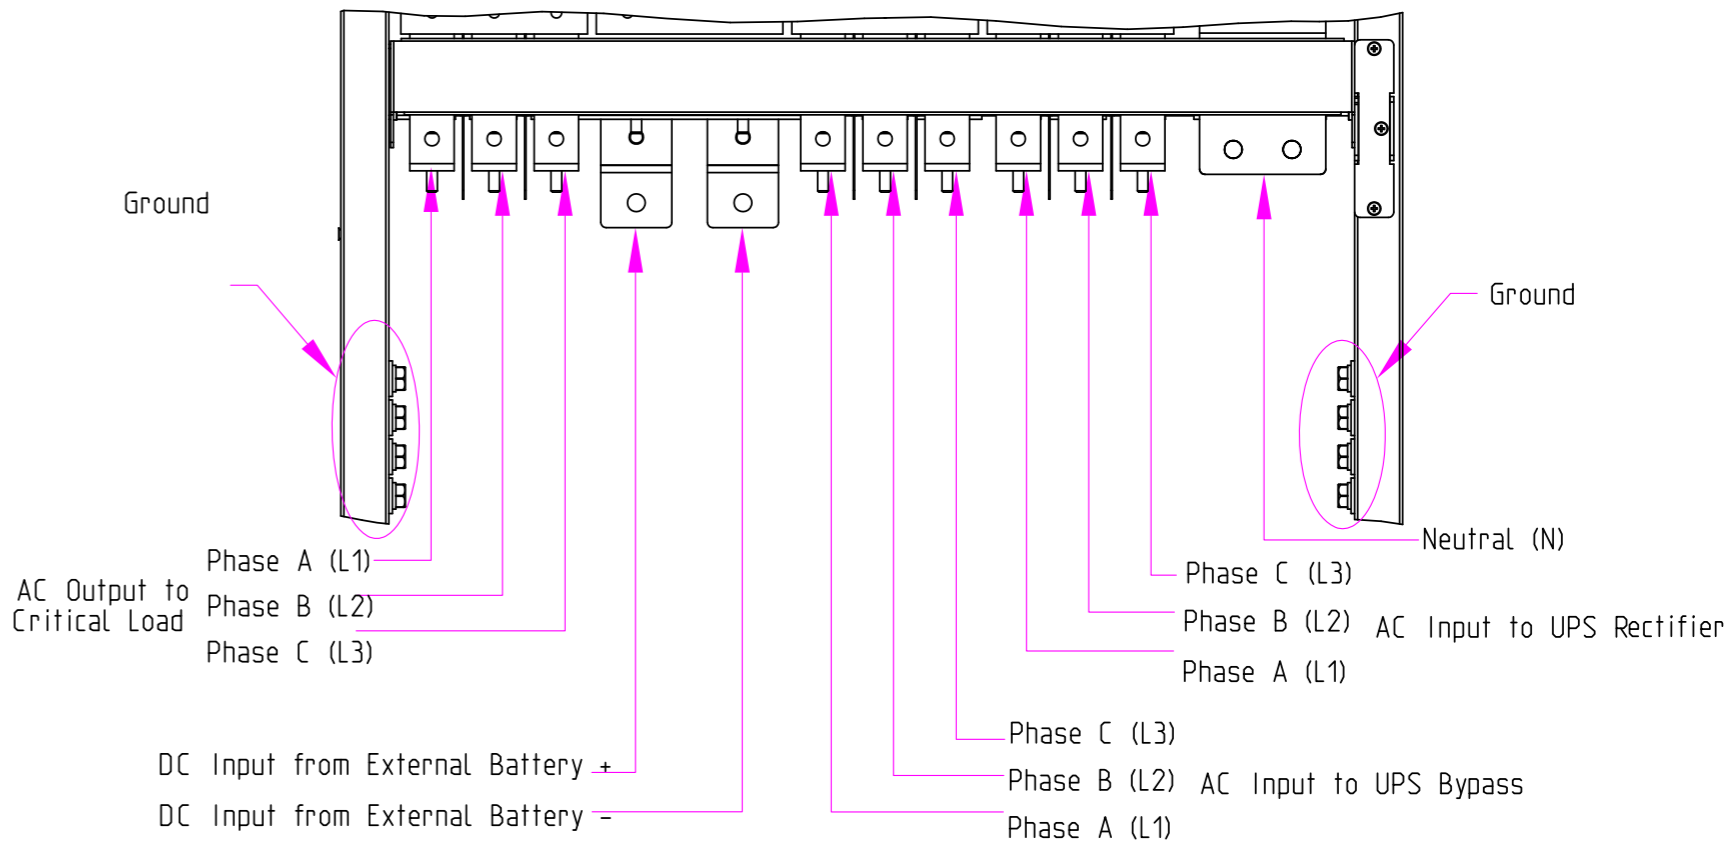 Ground
Ground
Neutral (N)
Phase A (L1)
Phase B (L2)
Phase C (L3)
AC Output to
Critical Load
Phase C (L3)
Phase B (L2)
Phase A (L1)
AC Input to UPS Rectifier
DC Input from External Battery +
DC Input from External Battery -
Phase C (L3)
Phase B (L2)
Phase A (L1)
AC Input to UPS Bypass